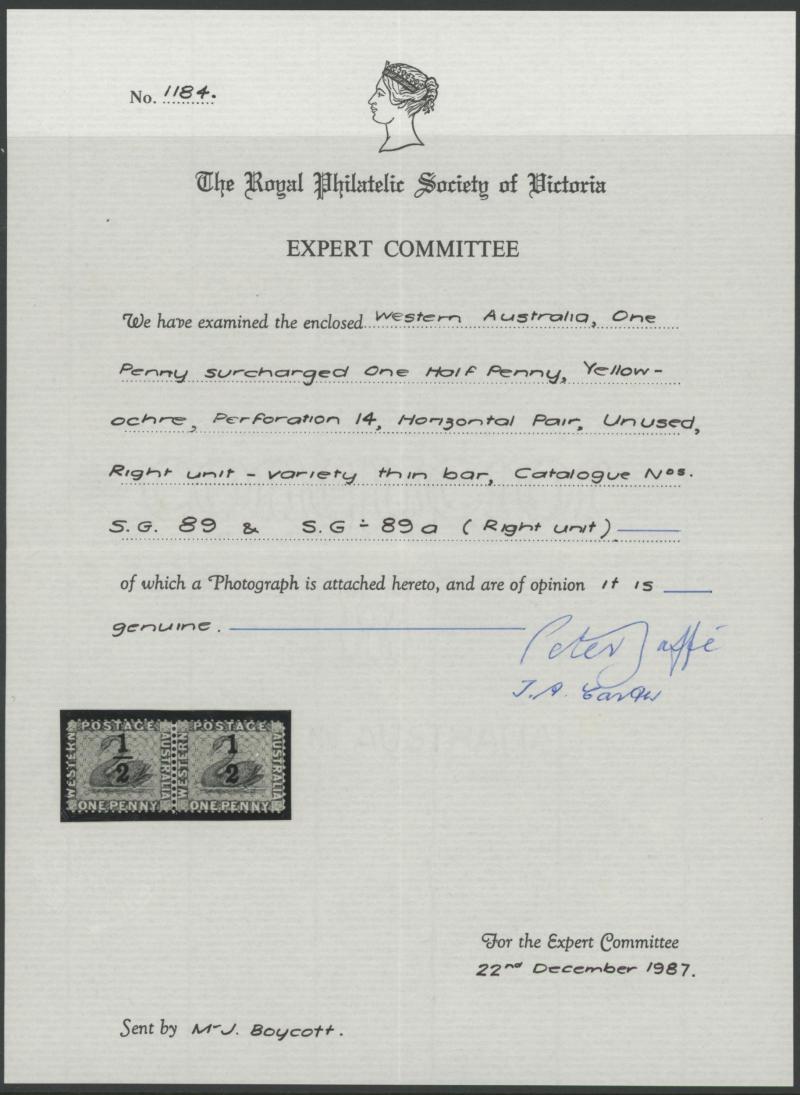 No. 1184.
The Royal Philatelic Society of Victoria
EXPERT COMMITTEE
We have examined the enclosed Western Australia, One
Penny surcharged One Half Penny, Yellow-
ochre, Perforation 14, Horizontal Pair, Unused,
Right unit - variety thin bar, Catalogue Nos.
S.G. 89 & S.G - 89a (Right unit)
of which a Photograph is attached hereto, and are of opinion it is
genuine.
Peter Jaffé
J.A.
POSTAGE POSTAGE
WESTERN AUSTRALIA WESTERN AUSTRALIA
1/2 1/2
ONE PENNY ONE PENNY
For the Expert Committee
22nd December 1987.
Sent by Mr J. Boycott.